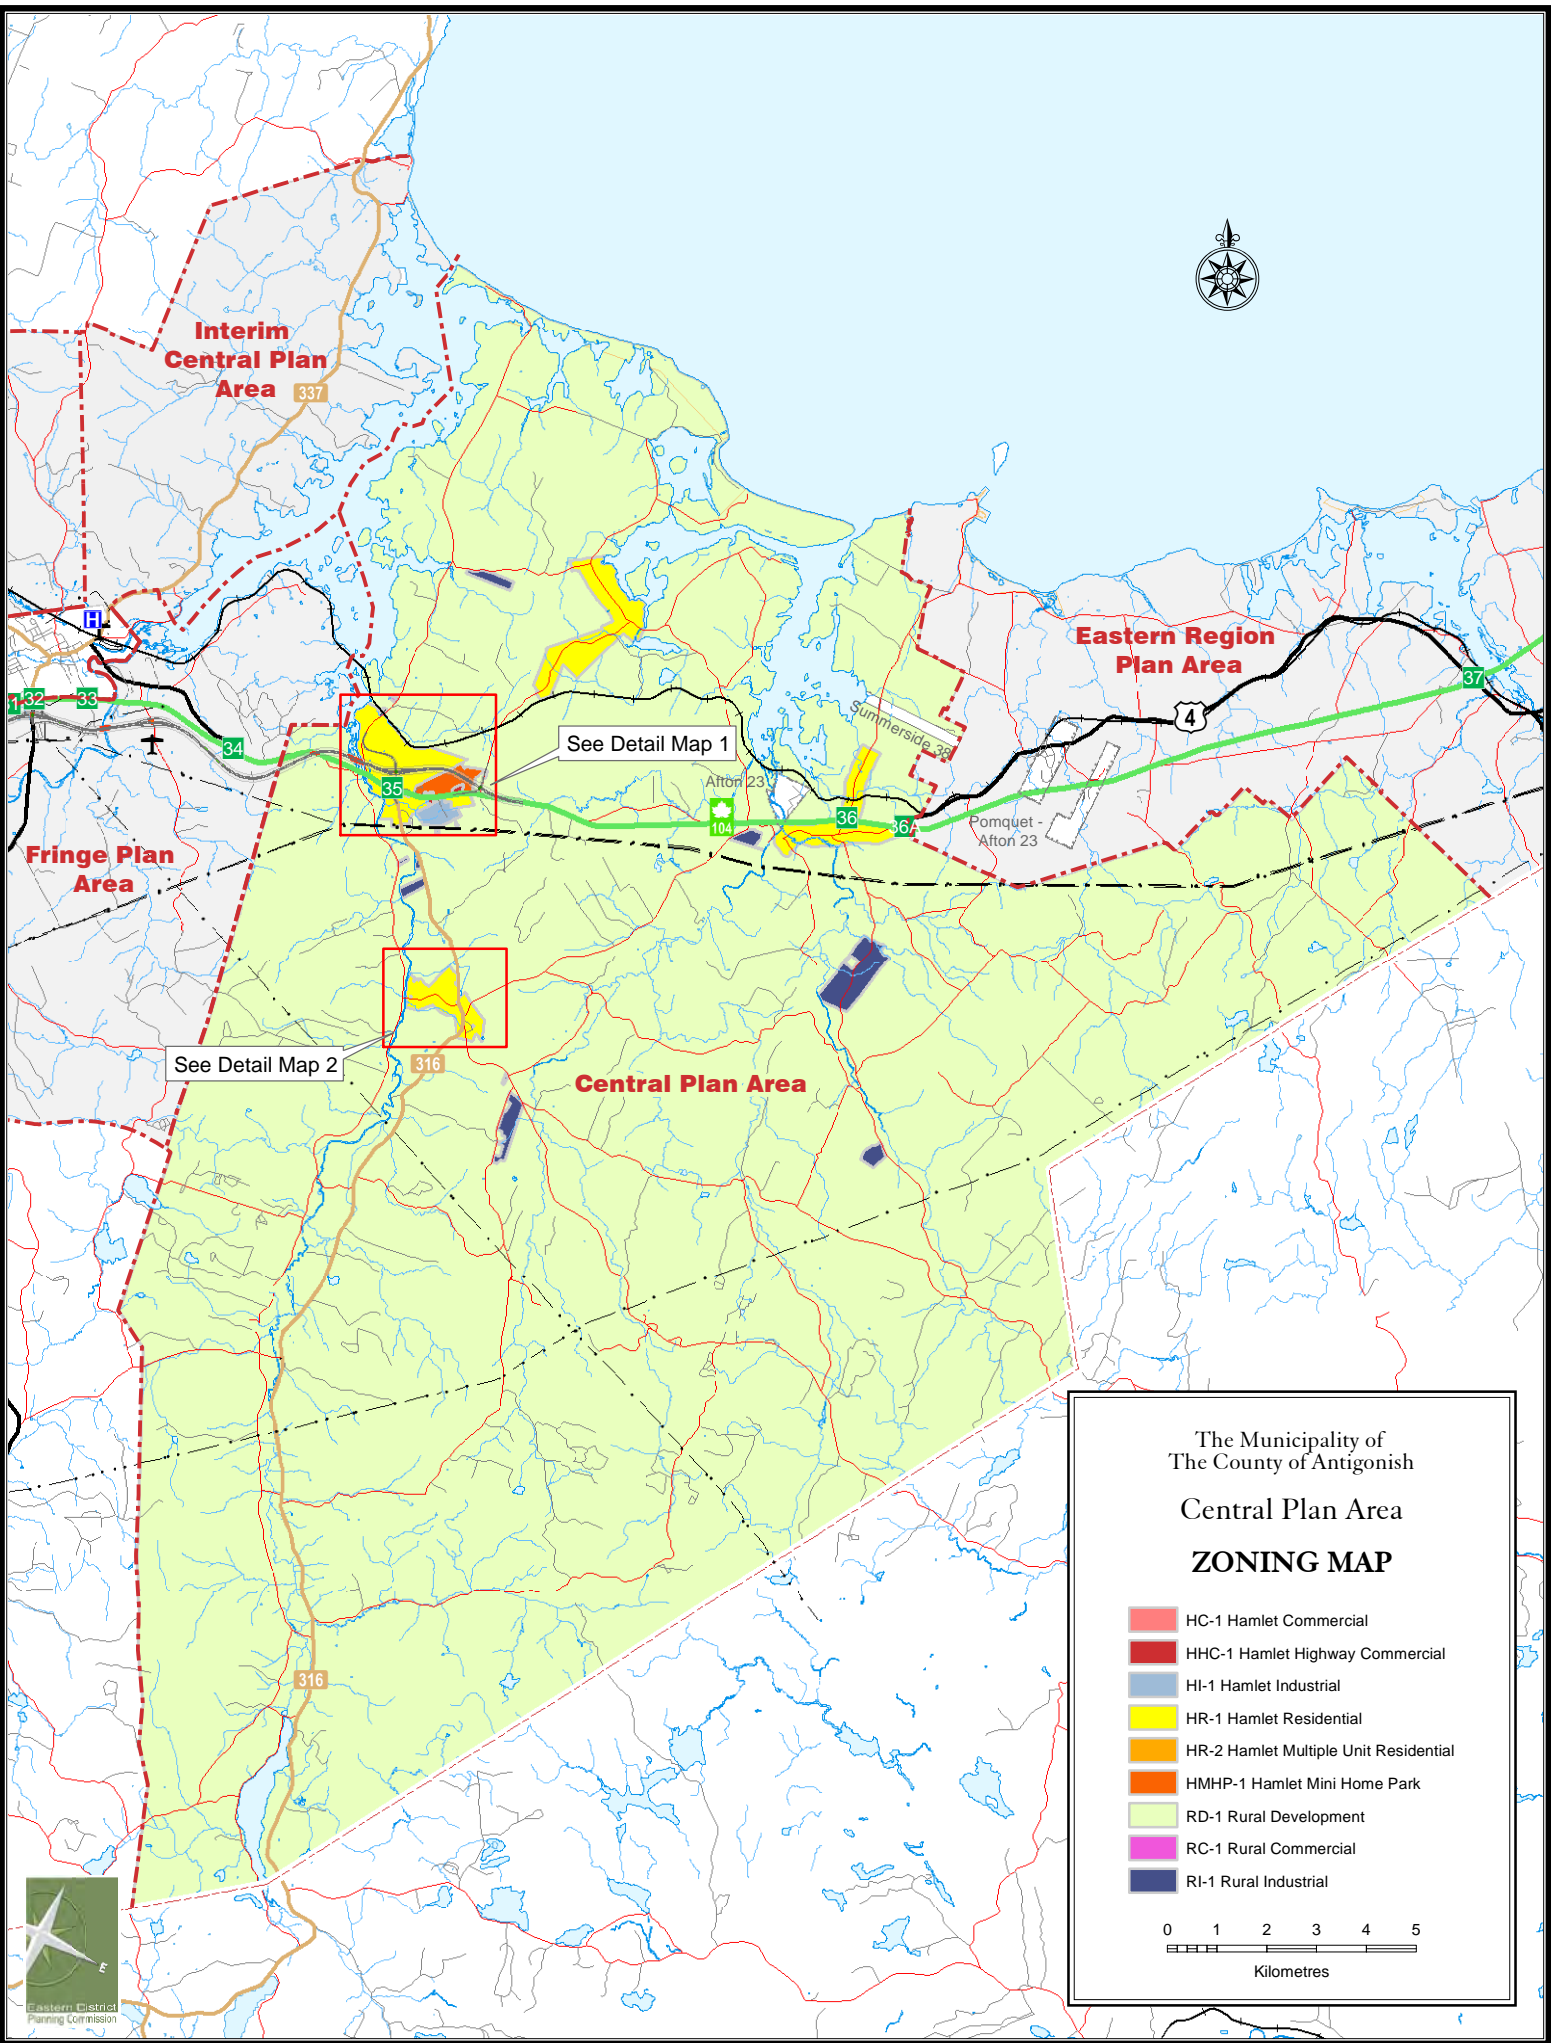 Interim
Central Plan
Area
337
H
Eastern Region
Plan Area
32
33
34
37
4
Summerside 38
See Detail Map 1
35
Afton 23
104
36
36A
Pomquet -
Afton 23
Fringe Plan
Area
See Detail Map 2
316
Central Plan Area
316
The Municipality of
The County of Antigonish
Central Plan Area
ZONING MAP
HC-1 Hamlet Commercial
HHC-1 Hamlet Highway Commercial
HI-1 Hamlet Industrial
HR-1 Hamlet Residential
HR-2 Hamlet Multiple Unit Residential
HMHP-1 Hamlet Mini Home Park
RD-1 Rural Development
RC-1 Rural Commercial
RI-1 Rural Industrial
0 1 2 3 4 5
Kilometres
E
Eastern District
Planning Commission